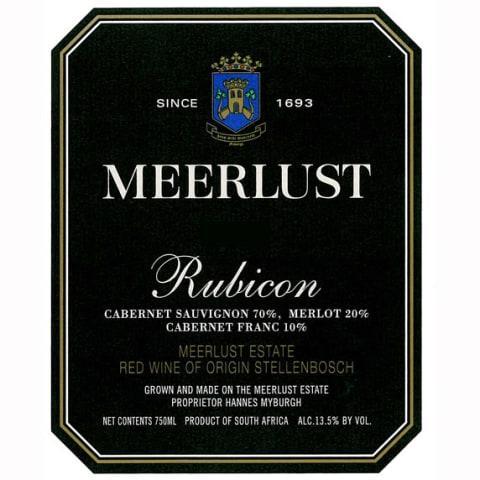 SINCE 1693
MEERLUST
Rubicon
CABERNET SAUVIGNON 70%, MERLOT 20%
CABERNET FRANC 10%
MEERLUST ESTATE
RED WINE OF ORIGIN STELLENBOSCH
GROWN AND MADE ON THE MEERLUST ESTATE
PROPRIETOR HANNES MYBURGH
NET CONTENTS 750ML PRODUCT OF SOUTH AFRICA ALC.13.5% BY VOL.